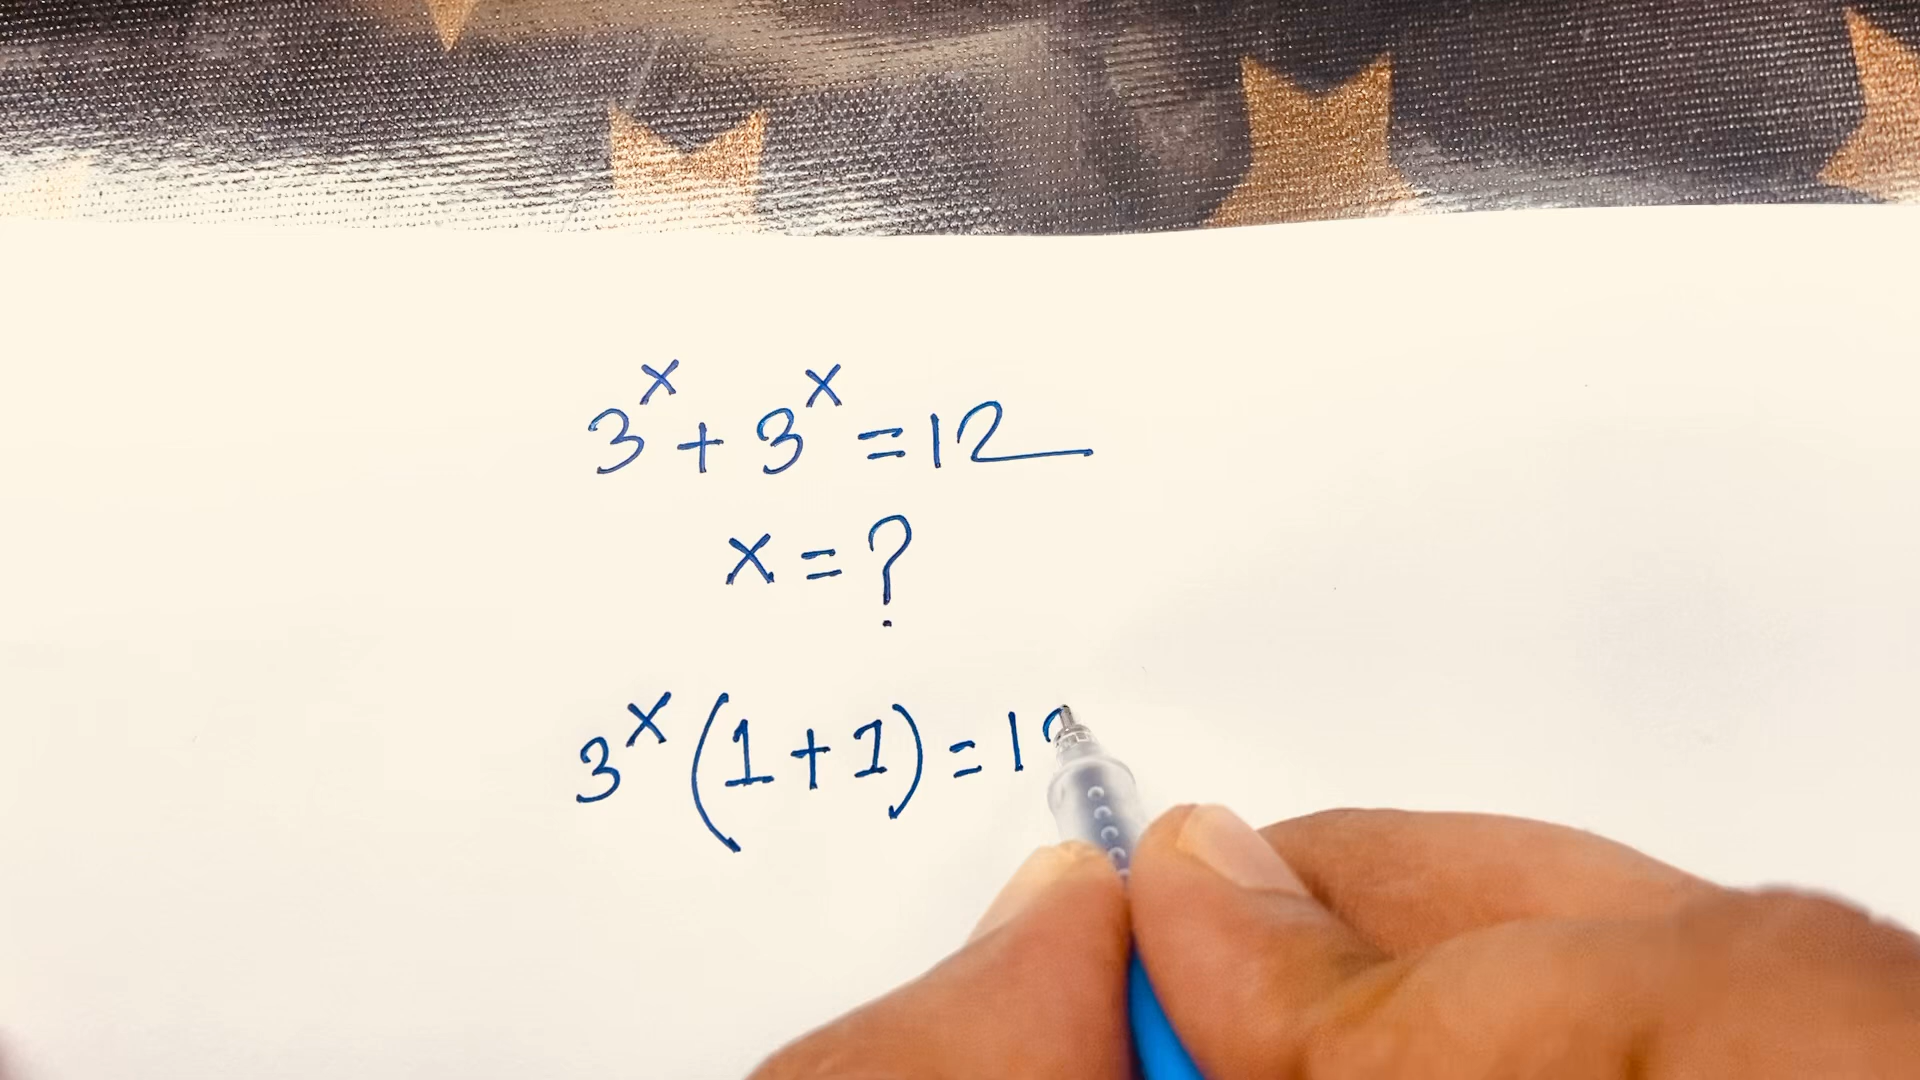 3^x + 3^x = 12
x = ?
3^x (1 + 1) = 1